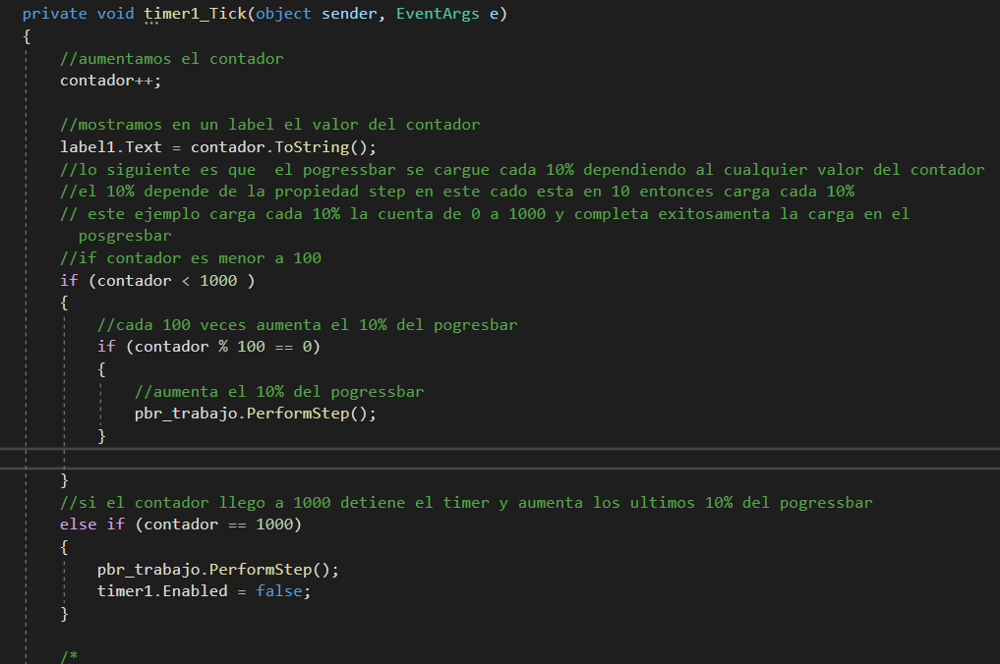 private void timer1_Tick(object sender, EventArgs e)
{
//aumentamos el contador
contador++;
//mostramos en un label el valor del contador
label1.Text = contador.ToString();
//lo siguiente es que  el pogressbar se cargue cada 10% dependiendo al cualquier valor del contador
//el 10% depende de la propiedad step en este cado esta en 10 entonces carga cada 10%
// este ejemplo carga cada 10% la cuenta de 0 a 1000 y completa exitosamenta la carga en el
posgresbar
//if contador es menor a 100
if (contador < 1000 )
{
//cada 100 veces aumenta el 10% del pogresbar
if (contador % 100 == 0)
{
//aumenta el 10% del pogressbar
pbr_trabajo.PerformStep();
}
}
//si el contador llego a 1000 detiene el timer y aumenta los ultimos 10% del pogressbar
else if (contador == 1000)
{
pbr_trabajo.PerformStep();
timer1.Enabled = false;
}
/*